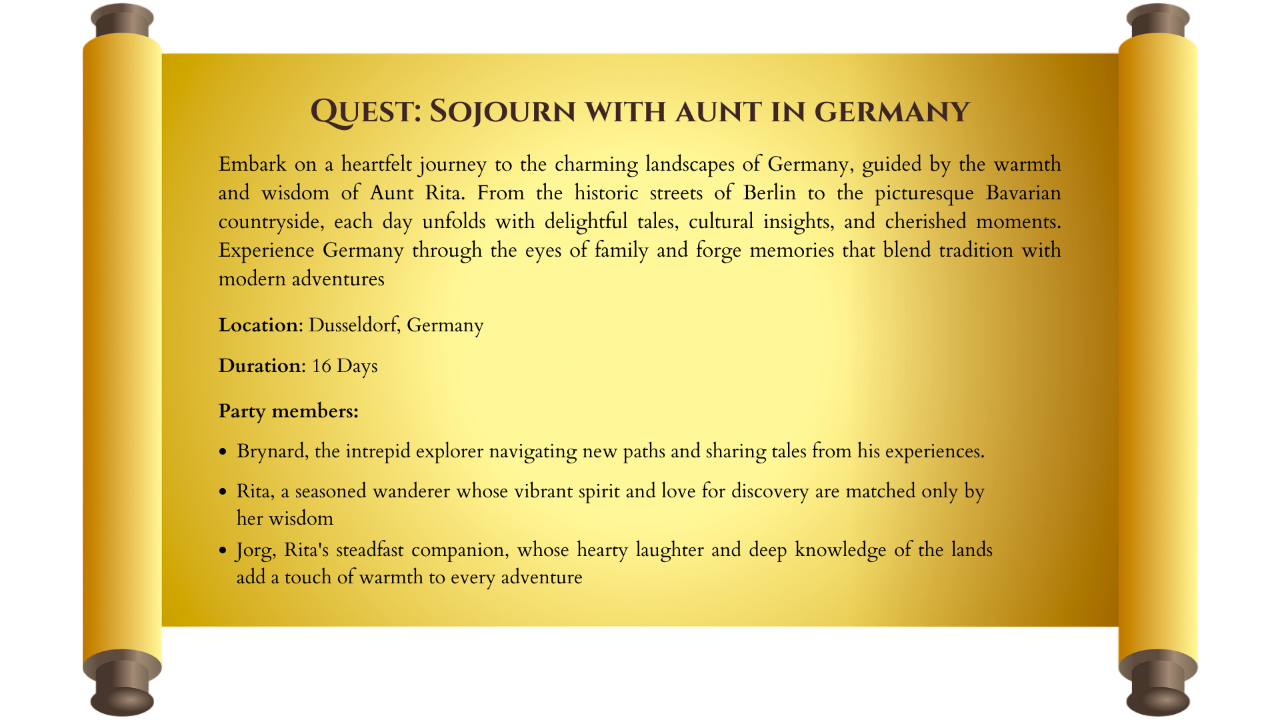 Quest: Sojourn with aunt in germany
Embark on a heartfelt journey to the charming landscapes of Germany, guided by the warmth
and wisdom of Aunt Rita. From the historic streets of Berlin to the picturesque Bavarian
countryside, each day unfolds with delightful tales, cultural insights, and cherished moments.
Experience Germany through the eyes of family and forge memories that blend tradition with
modern adventures
Location: Dusseldorf, Germany
Duration: 16 Days
Party members:
• Brynard, the intrepid explorer navigating new paths and sharing tales from his experiences.
• Rita, a seasoned wanderer whose vibrant spirit and love for discovery are matched only by
her wisdom
• Jorg, Rita's steadfast companion, whose hearty laughter and deep knowledge of the lands
add a touch of warmth to every adventure